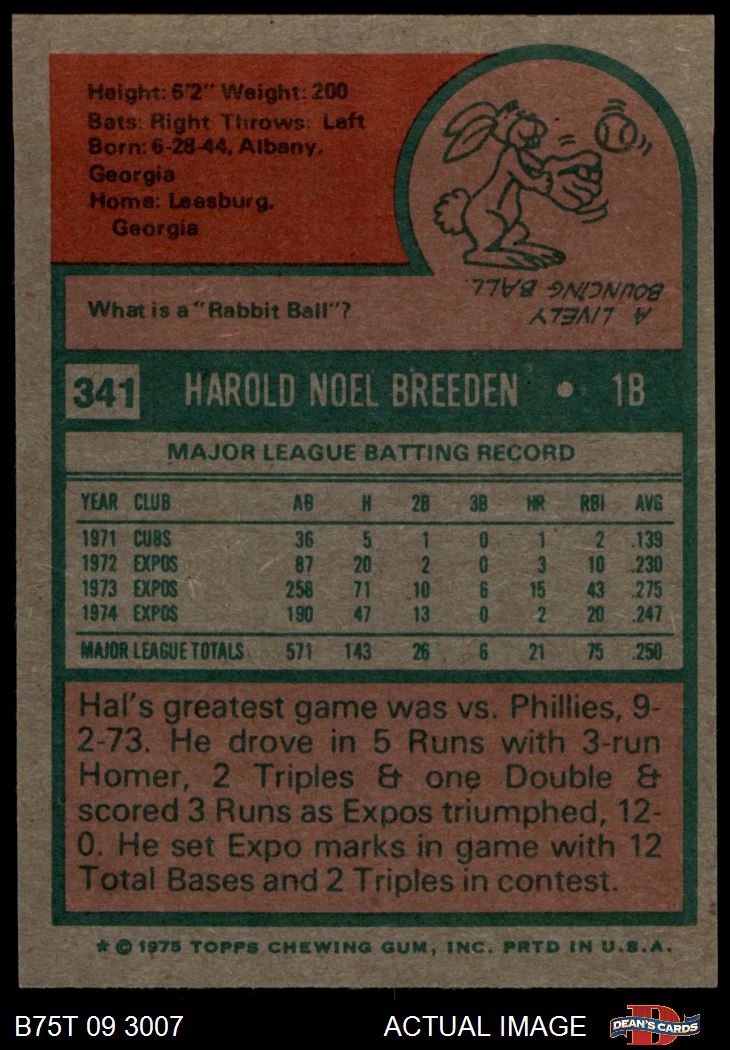 Height: 6'2" Weight: 200
Bats: Right Throws: Left
Born: 6-28-44, Albany,
Georgia
Home: Leesburg,
Georgia
What is a "Rabbit Ball"?
A LIVELY
BOUNCING BALL.
341 HAROLD NOEL BREEDEN • 1B
MAJOR LEAGUE BATTING RECORD
YEAR CLUB AB H 2B 3B HR RBI AVG
1971 CUBS 36 5 1 0 1 2 .139
1972 EXPOS 87 20 2 0 3 10 .230
1973 EXPOS 258 71 10 6 15 43 .275
1974 EXPOS 190 47 13 0 2 20 .247
MAJOR LEAGUE TOTALS 571 143 26 6 21 75 .250
Hal's greatest game was vs. Phillies, 9-
2-73. He drove in 5 Runs with 3-run
Homer, 2 Triples & one Double &
scored 3 Runs as Expos triumphed, 12-
0. He set Expo marks in game with 12
Total Bases and 2 Triples in contest.
* © 1975 TOPPS CHEWING GUM, INC. PRTD IN U.S.A.
B75T 09 3007 ACTUAL IMAGE DEAN'S CARDS